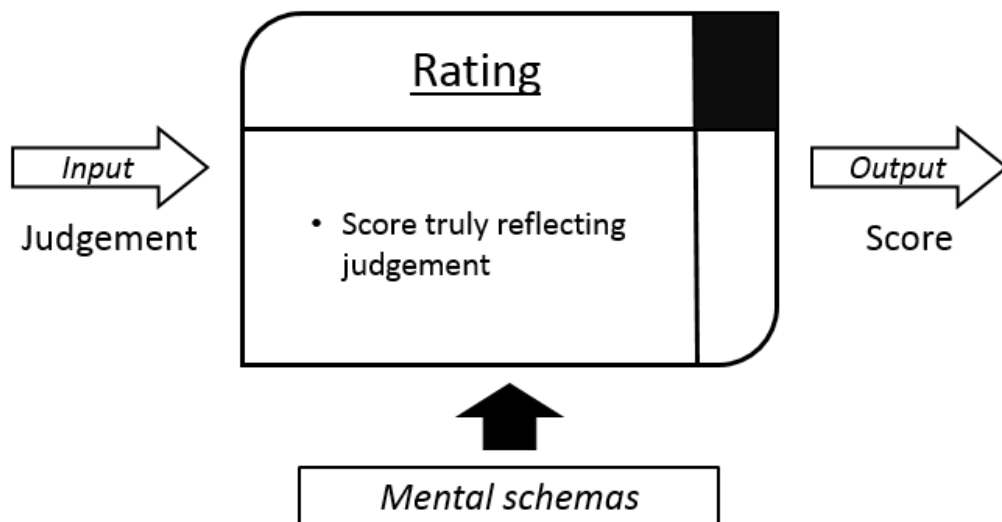 Rating
Input
Judgement
• Score truly reflecting
judgement
Output
Score
Mental schemas